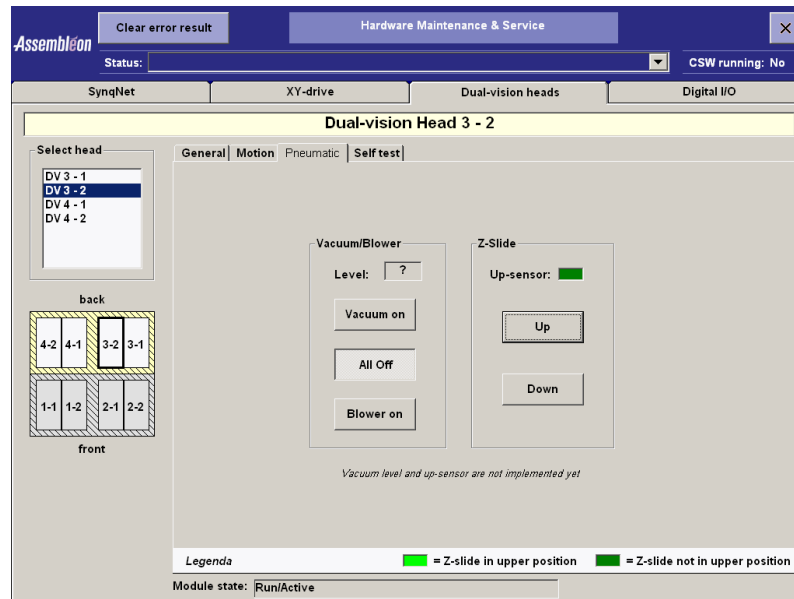 Assembléon
Clear error result
Hardware Maintenance & Service
Status:
CSW running: No
SynqNet
XY-drive
Dual-vision heads
Digital I/O
Dual-vision Head 3 - 2
Select head
DV 3 - 1
DV 3 - 2
DV 4 - 1
DV 4 - 2
General
Motion
Pneumatic
Self test
Vacuum/Blower
Level: ?
Vacuum on
All Off
Blower on
Z-Slide
Up-sensor:
Up
Down
back
4-2 4-1 3-2 3-1
1-1 1-2 2-1 2-2
front
Vacuum level and up-sensor are not implemented yet
Legenda
= Z-slide in upper position
= Z-slide not in upper position
Module state: Run/Active